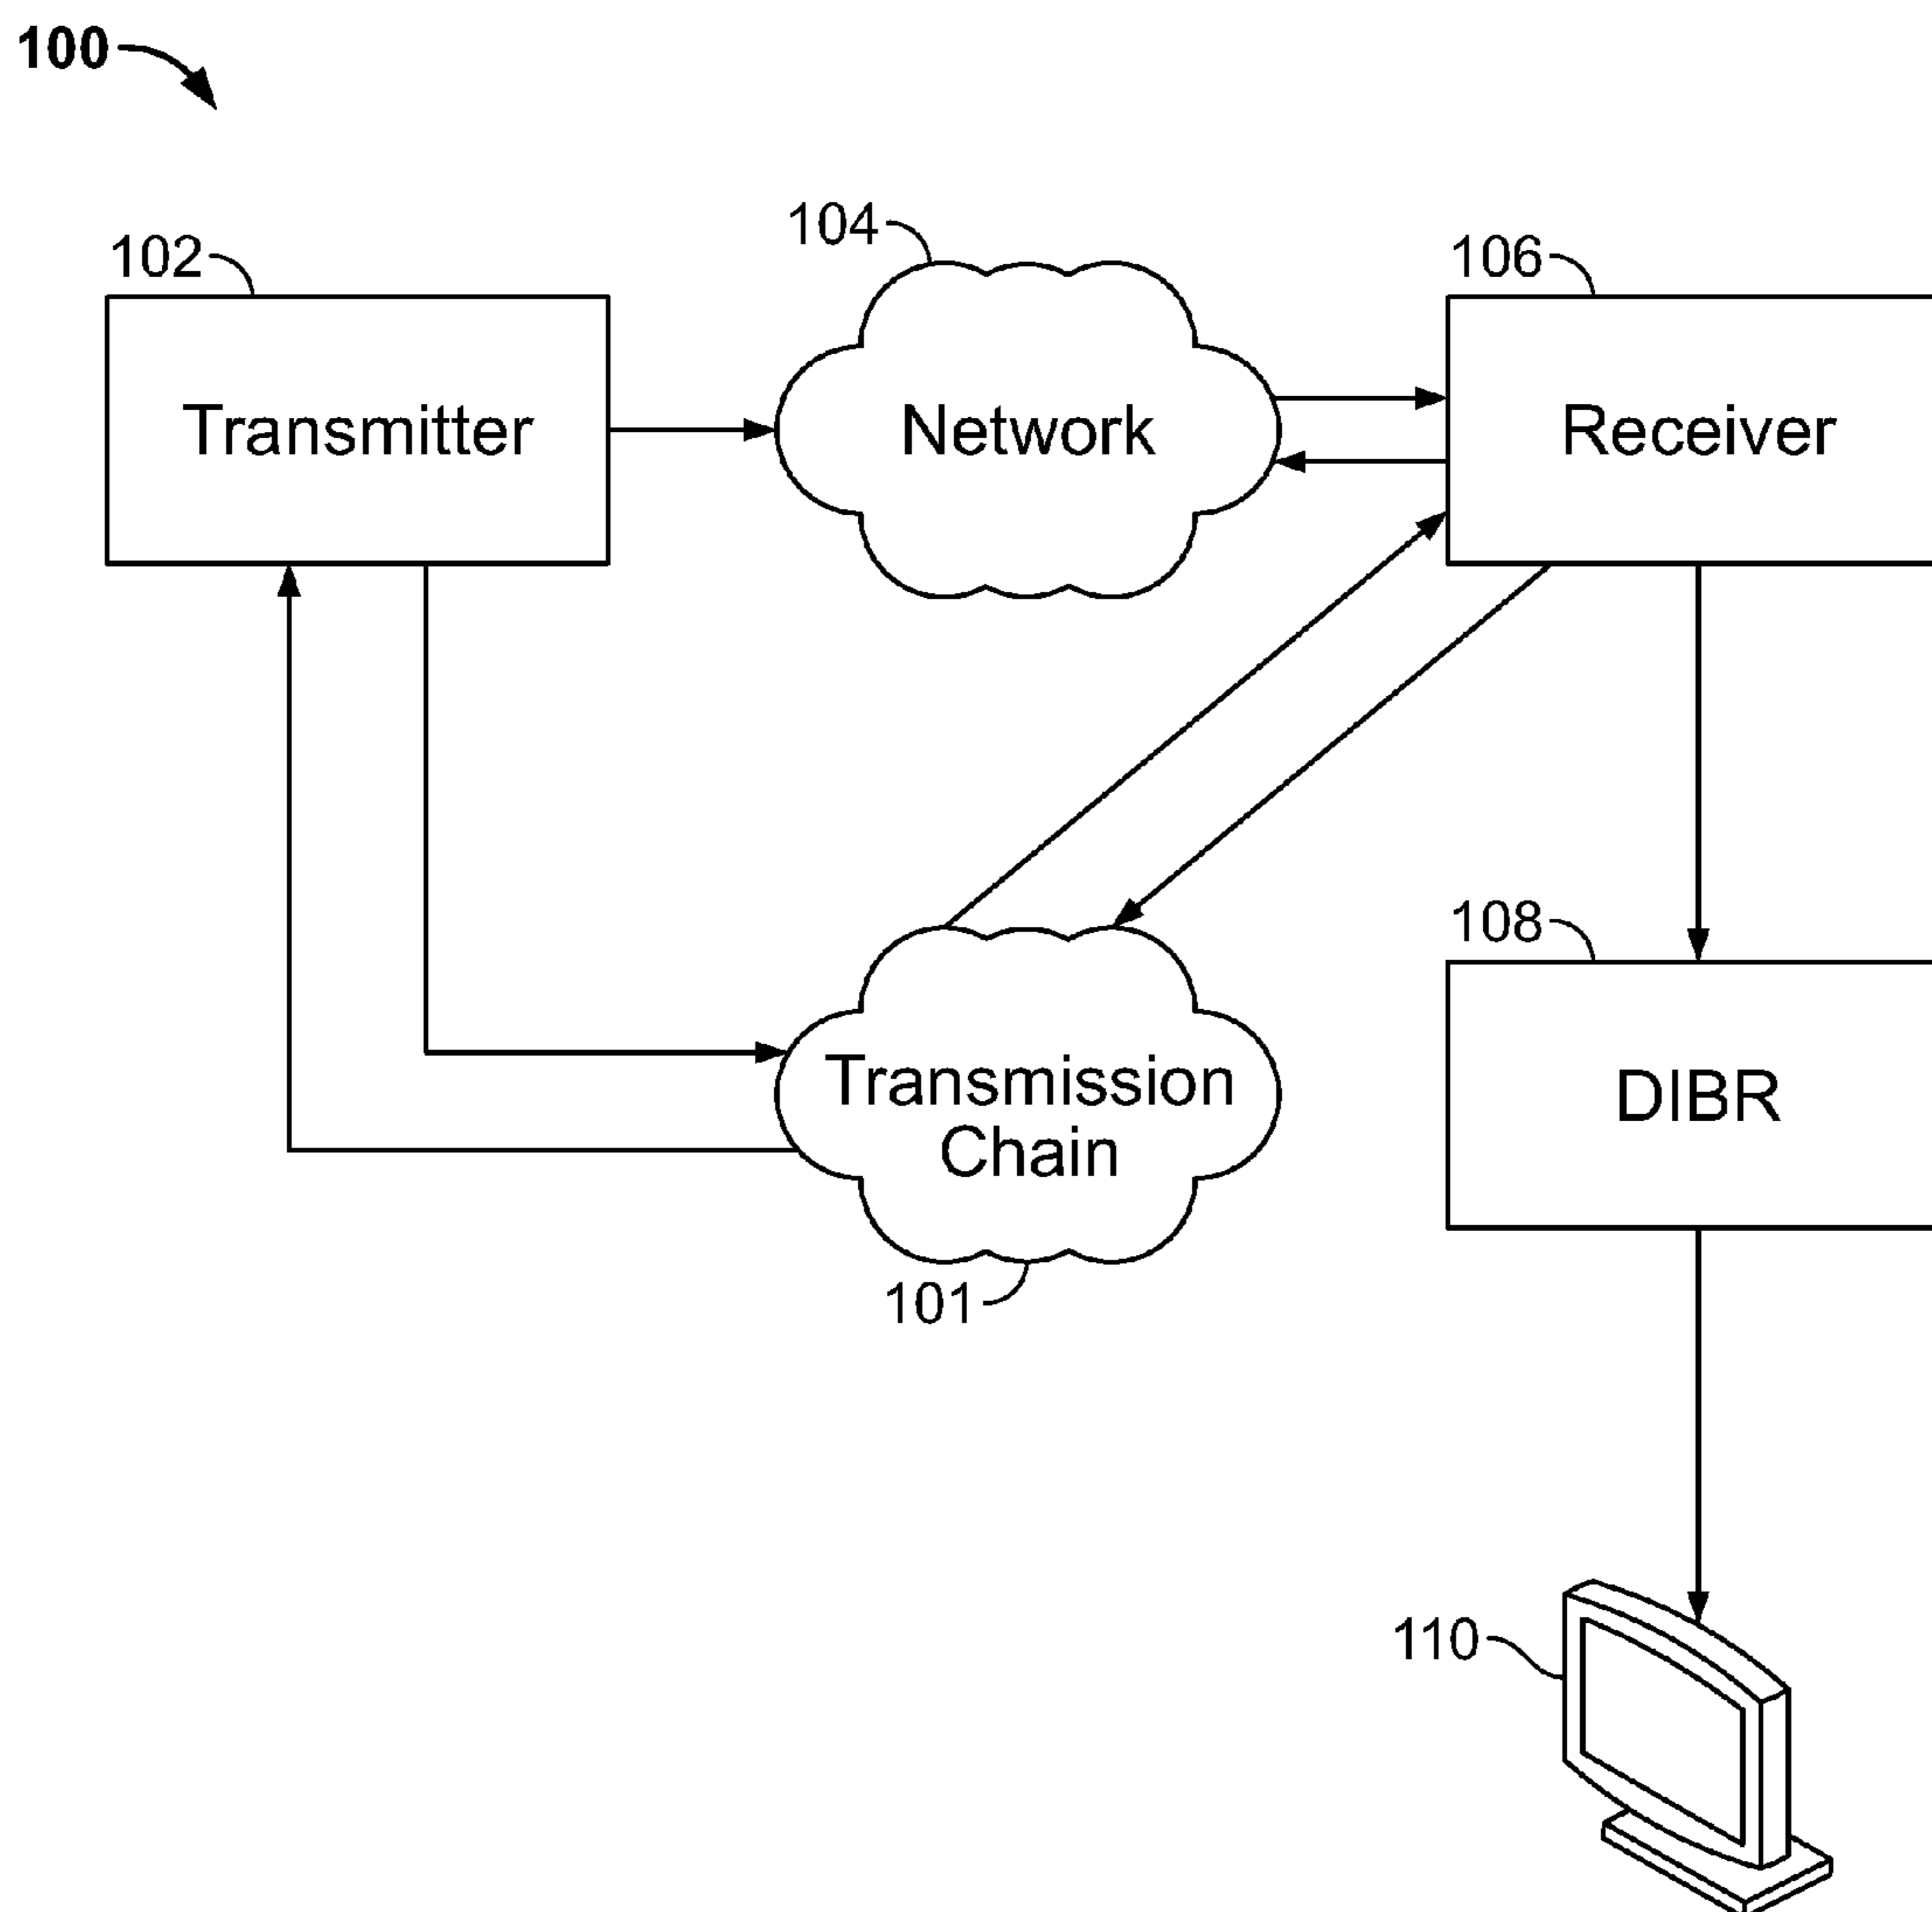 100
104
102
106
Transmitter
Network
Receiver
108
Transmission
Chain
DIBR
101
110